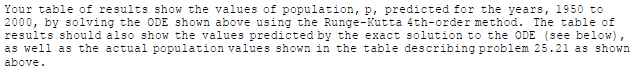 Your table of results show the values of population, p, predicted for the years, 1950 to
2000, by solving the ODE shown above using the Runge-Kutta 4th-order method. The table of
results should also show the values predicted by the exact solution to the ODE (see below),
as well as the actual population values shown in the table describing problem 25.21 as shown
above.